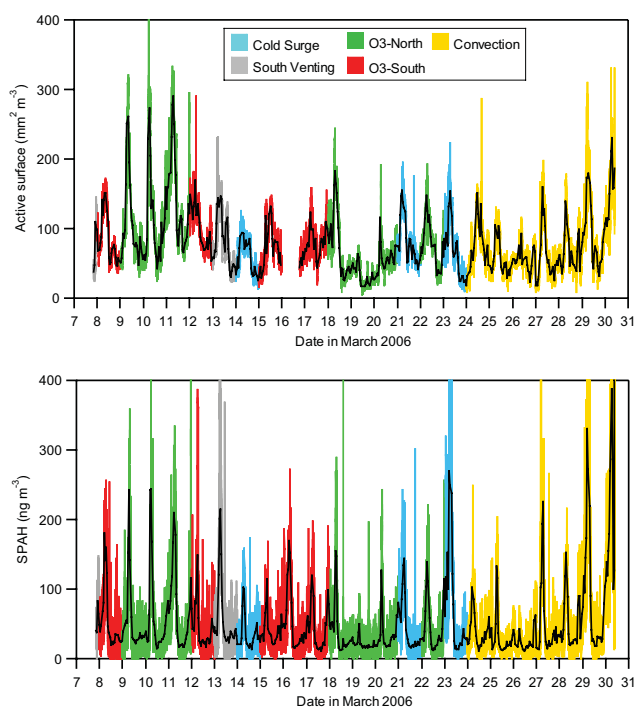 400
300
200
100
0
Active surface (mm² m⁻³)
Cold Surge
O3-North
Convection
South Venting
O3-South
7 8 9 10 11 12 13 14 15 16 17 18 19 20 21 22 23 24 25 26 27 28 29 30 31
Date in March 2006
400
300
200
100
0
SPAH (ng m⁻³)
7 8 9 10 11 12 13 14 15 16 17 18 19 20 21 22 23 24 25 26 27 28 29 30 31
Date in March 2006